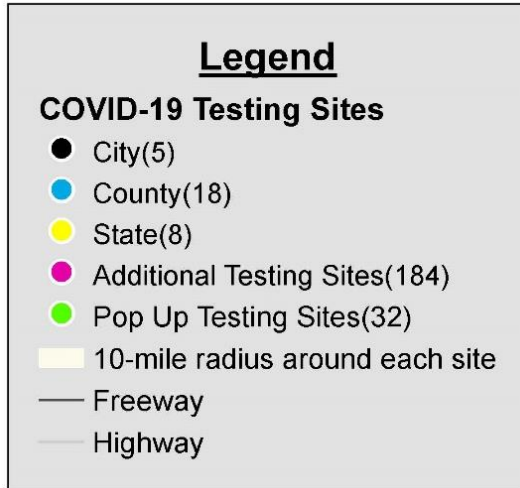 Legend
COVID-19 Testing Sites
City(5)
County(18)
State(8)
Additional Testing Sites(184)
Pop Up Testing Sites(32)
10-mile radius around each site
Freeway
Highway